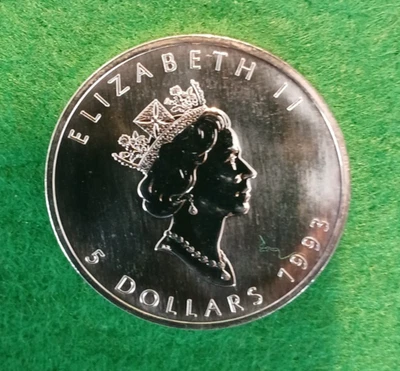 ELIZABETH II
5 DOLLARS 1993